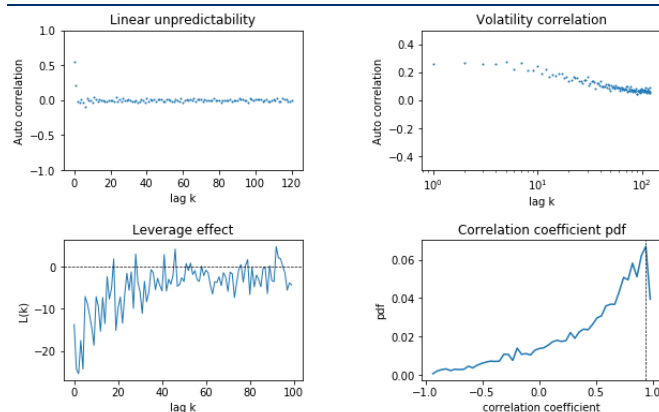 Linear unpredictability
1.0
0.5
0.0
−0.5
−1.0
Auto correlation
0 20 40 60 80 100 120
lag k
Volatility correlation
0.4
0.2
0.0
−0.2
−0.4
Auto correlation
10⁰ 10¹ 10²
lag k
Leverage effect
0
−10
−20
L(k)
0 20 40 60 80 100
lag k
Correlation coefficient pdf
0.06
0.04
0.02
0.00
pdf
−1.0 −0.5 0.0 0.5 1.0
correlation coefficient